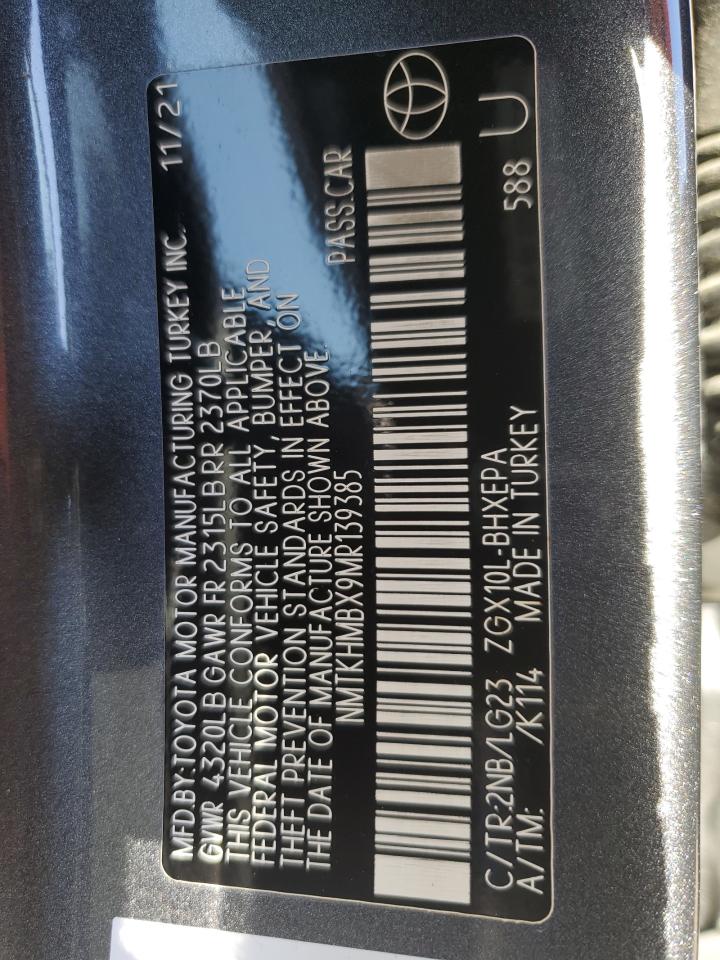 MFD.BY:TOYOTA MOTOR MANUFACTURING TURKEY INC. 11/21
GVWR 4320LB GAWR FR 2315LB RR 2370LB
THIS VEHICLE CONFORMS TO ALL APPLICABLE
FEDERAL MOTOR VEHICLE SAFETY, BUMPER, AND
THEFT PREVENTION STANDARDS IN EFFECT ON
THE DATE OF MANUFACTURE SHOWN ABOVE.
NMTKHMBX9MR139385 PASS.CAR
C/TR:2NB/LG23 ZGX10L-BHXEPA U
A/TM: /K114 MADE IN TURKEY 588